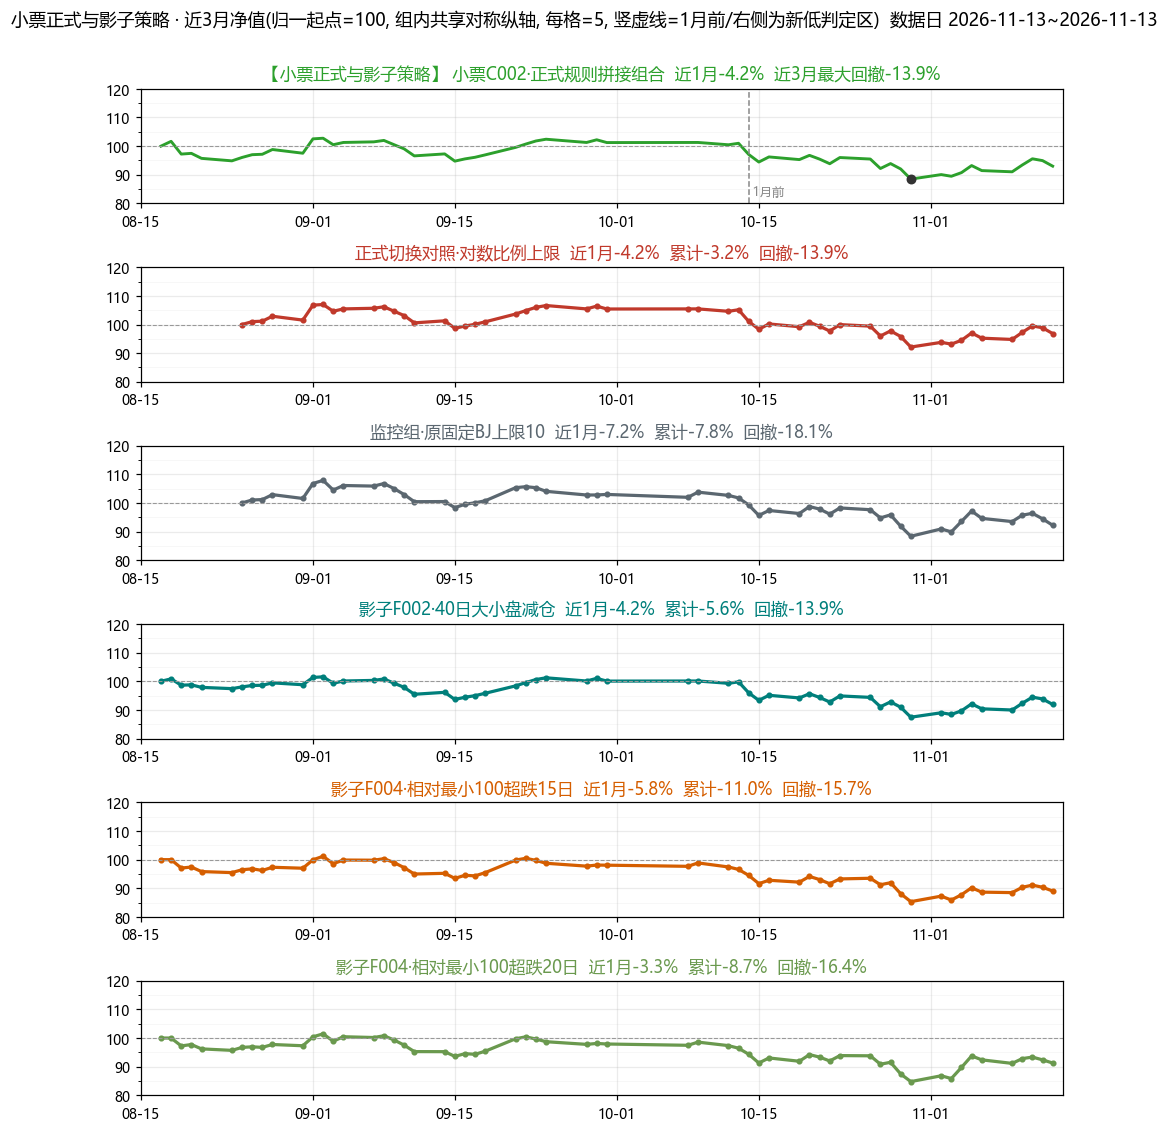 小票正式与影子策略 · 近3月净值(归一起点=100, 组内共享对称纵轴, 每格=5, 竖虚线=1月前/右侧为新低判定区)  数据日 2026-11-13~2026-11-13
【小票正式与影子策略】 小票C002·正式规则拼接组合  近1月-4.2%  近3月最大回撤-13.9%
120
110
100
90
80
1月前
08-15 09-01 09-15 10-01 10-15 11-01
正式切换对照·对数比例上限  近1月-4.2%  累计-3.2%  回撤-13.9%
120
110
100
90
80
08-15 09-01 09-15 10-01 10-15 11-01
监控组·原固定BJ上限10  近1月-7.2%  累计-7.8%  回撤-18.1%
120
110
100
90
80
08-15 09-01 09-15 10-01 10-15 11-01
影子F002·40日大小盘减仓  近1月-4.2%  累计-5.6%  回撤-13.9%
120
110
100
90
80
08-15 09-01 09-15 10-01 10-15 11-01
影子F004·相对最小100超跌15日  近1月-5.8%  累计-11.0%  回撤-15.7%
120
110
100
90
80
08-15 09-01 09-15 10-01 10-15 11-01
影子F004·相对最小100超跌20日  近1月-3.3%  累计-8.7%  回撤-16.4%
120
110
100
90
80
08-15 09-01 09-15 10-01 10-15 11-01